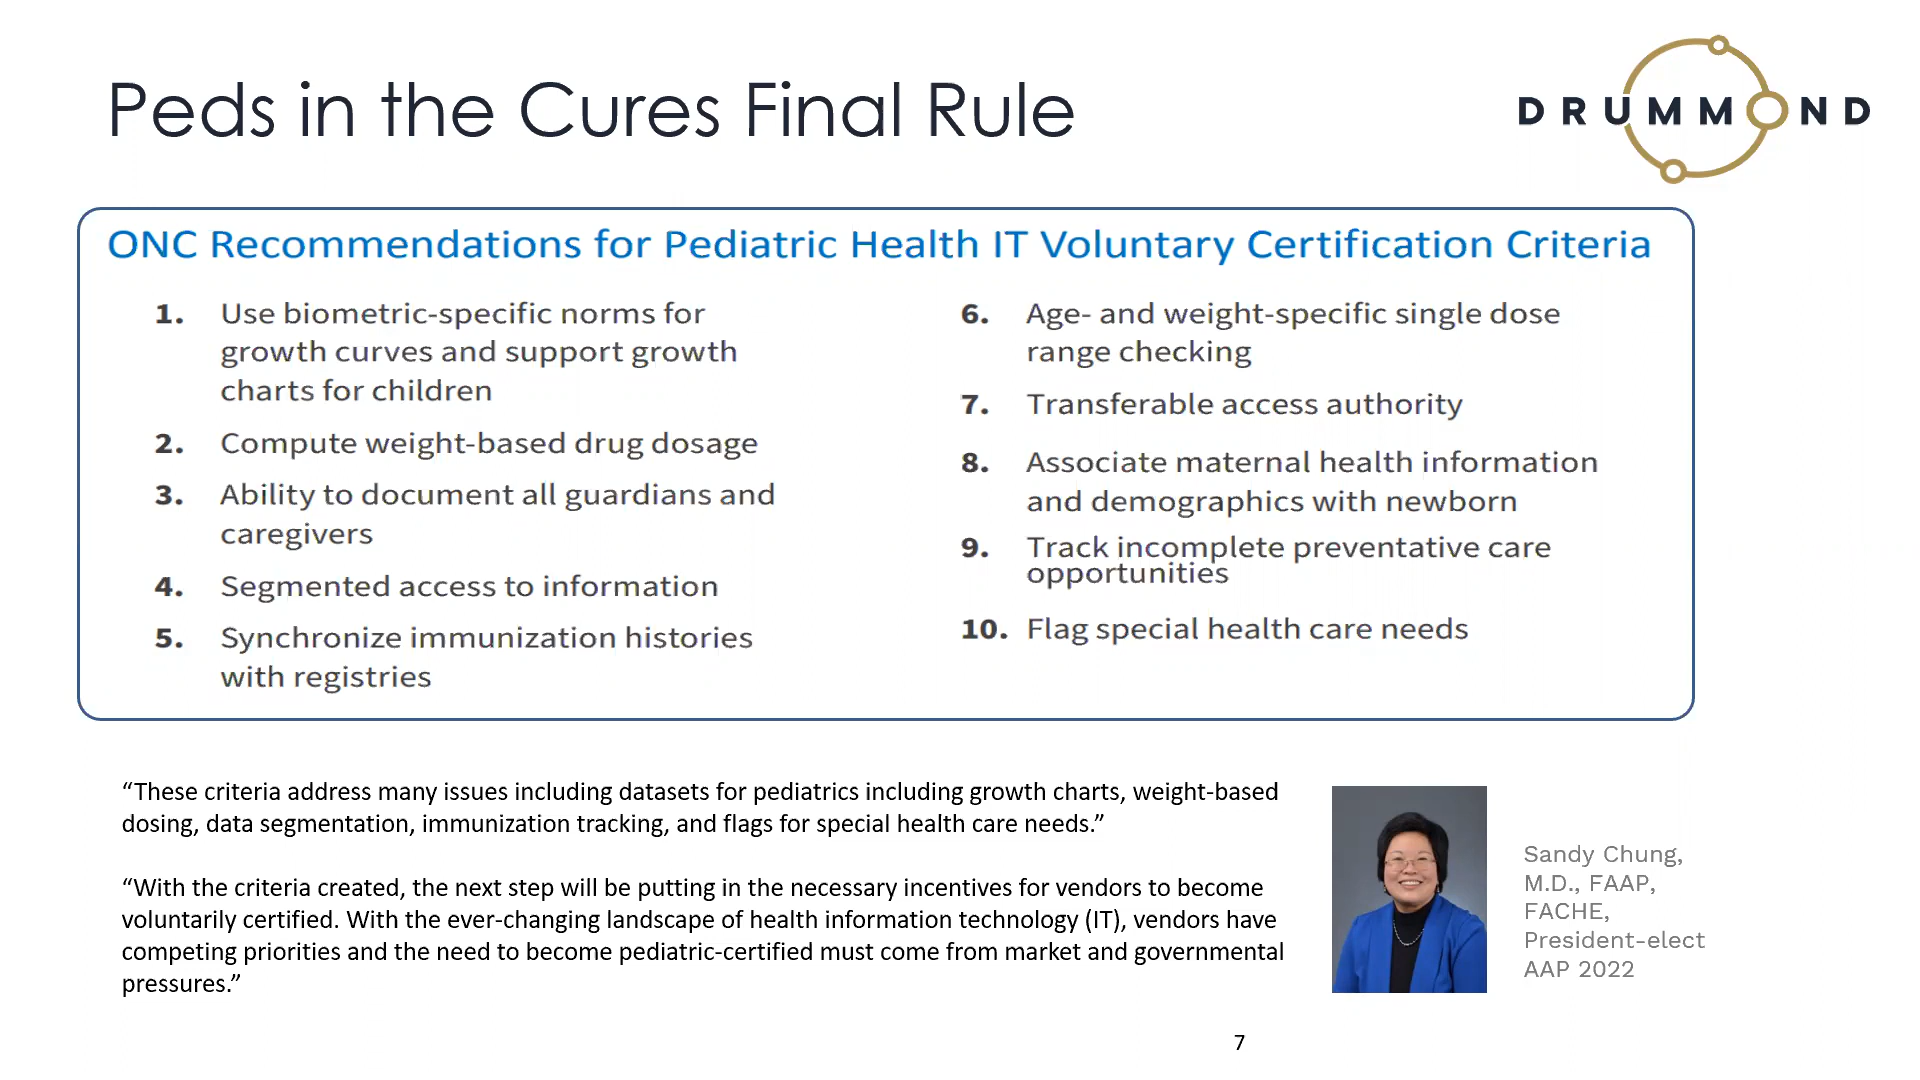 Peds in the Cures Final Rule
DRUMMOND
ONC Recommendations for Pediatric Health IT Voluntary Certification Criteria
1. Use biometric-specific norms for
growth curves and support growth
charts for children
2. Compute weight-based drug dosage
3. Ability to document all guardians and
caregivers
4. Segmented access to information
5. Synchronize immunization histories
with registries
6. Age- and weight-specific single dose
range checking
7. Transferable access authority
8. Associate maternal health information
and demographics with newborn
9. Track incomplete preventative care
opportunities
10. Flag special health care needs
“These criteria address many issues including datasets for pediatrics including growth charts, weight-based
dosing, data segmentation, immunization tracking, and flags for special health care needs.”
“With the criteria created, the next step will be putting in the necessary incentives for vendors to become
voluntarily certified. With the ever-changing landscape of health information technology (IT), vendors have
competing priorities and the need to become pediatric-certified must come from market and governmental
pressures.”
Sandy Chung,
M.D., FAAP,
FACHE,
President-elect
AAP 2022
7